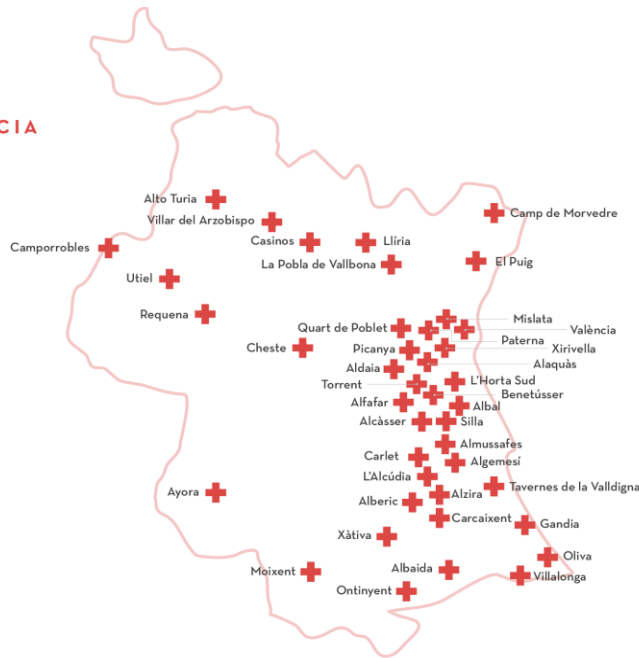 CIA
Alto Turia
Villar del Arzobispo
Camp de Morvedre
Camporrobles
Casinos
Llíria
La Pobla de Vallbona
El Puig
Utiel
Requena
Mislata
Quart de Poblet
València
Paterna
Cheste
Picanya
Xirivella
Aldaia
Alaquàs
Torrent
L'Horta Sud
Benetússer
Alfafar
Albal
Alcàsser
Silla
Almussafes
Carlet
Algemesí
L'Alcúdia
Tavernes de la Valldigna
Ayora
Alberic
Alzira
Carcaixent
Gandia
Xàtiva
Oliva
Moixent
Albaida
Villalonga
Ontinyent